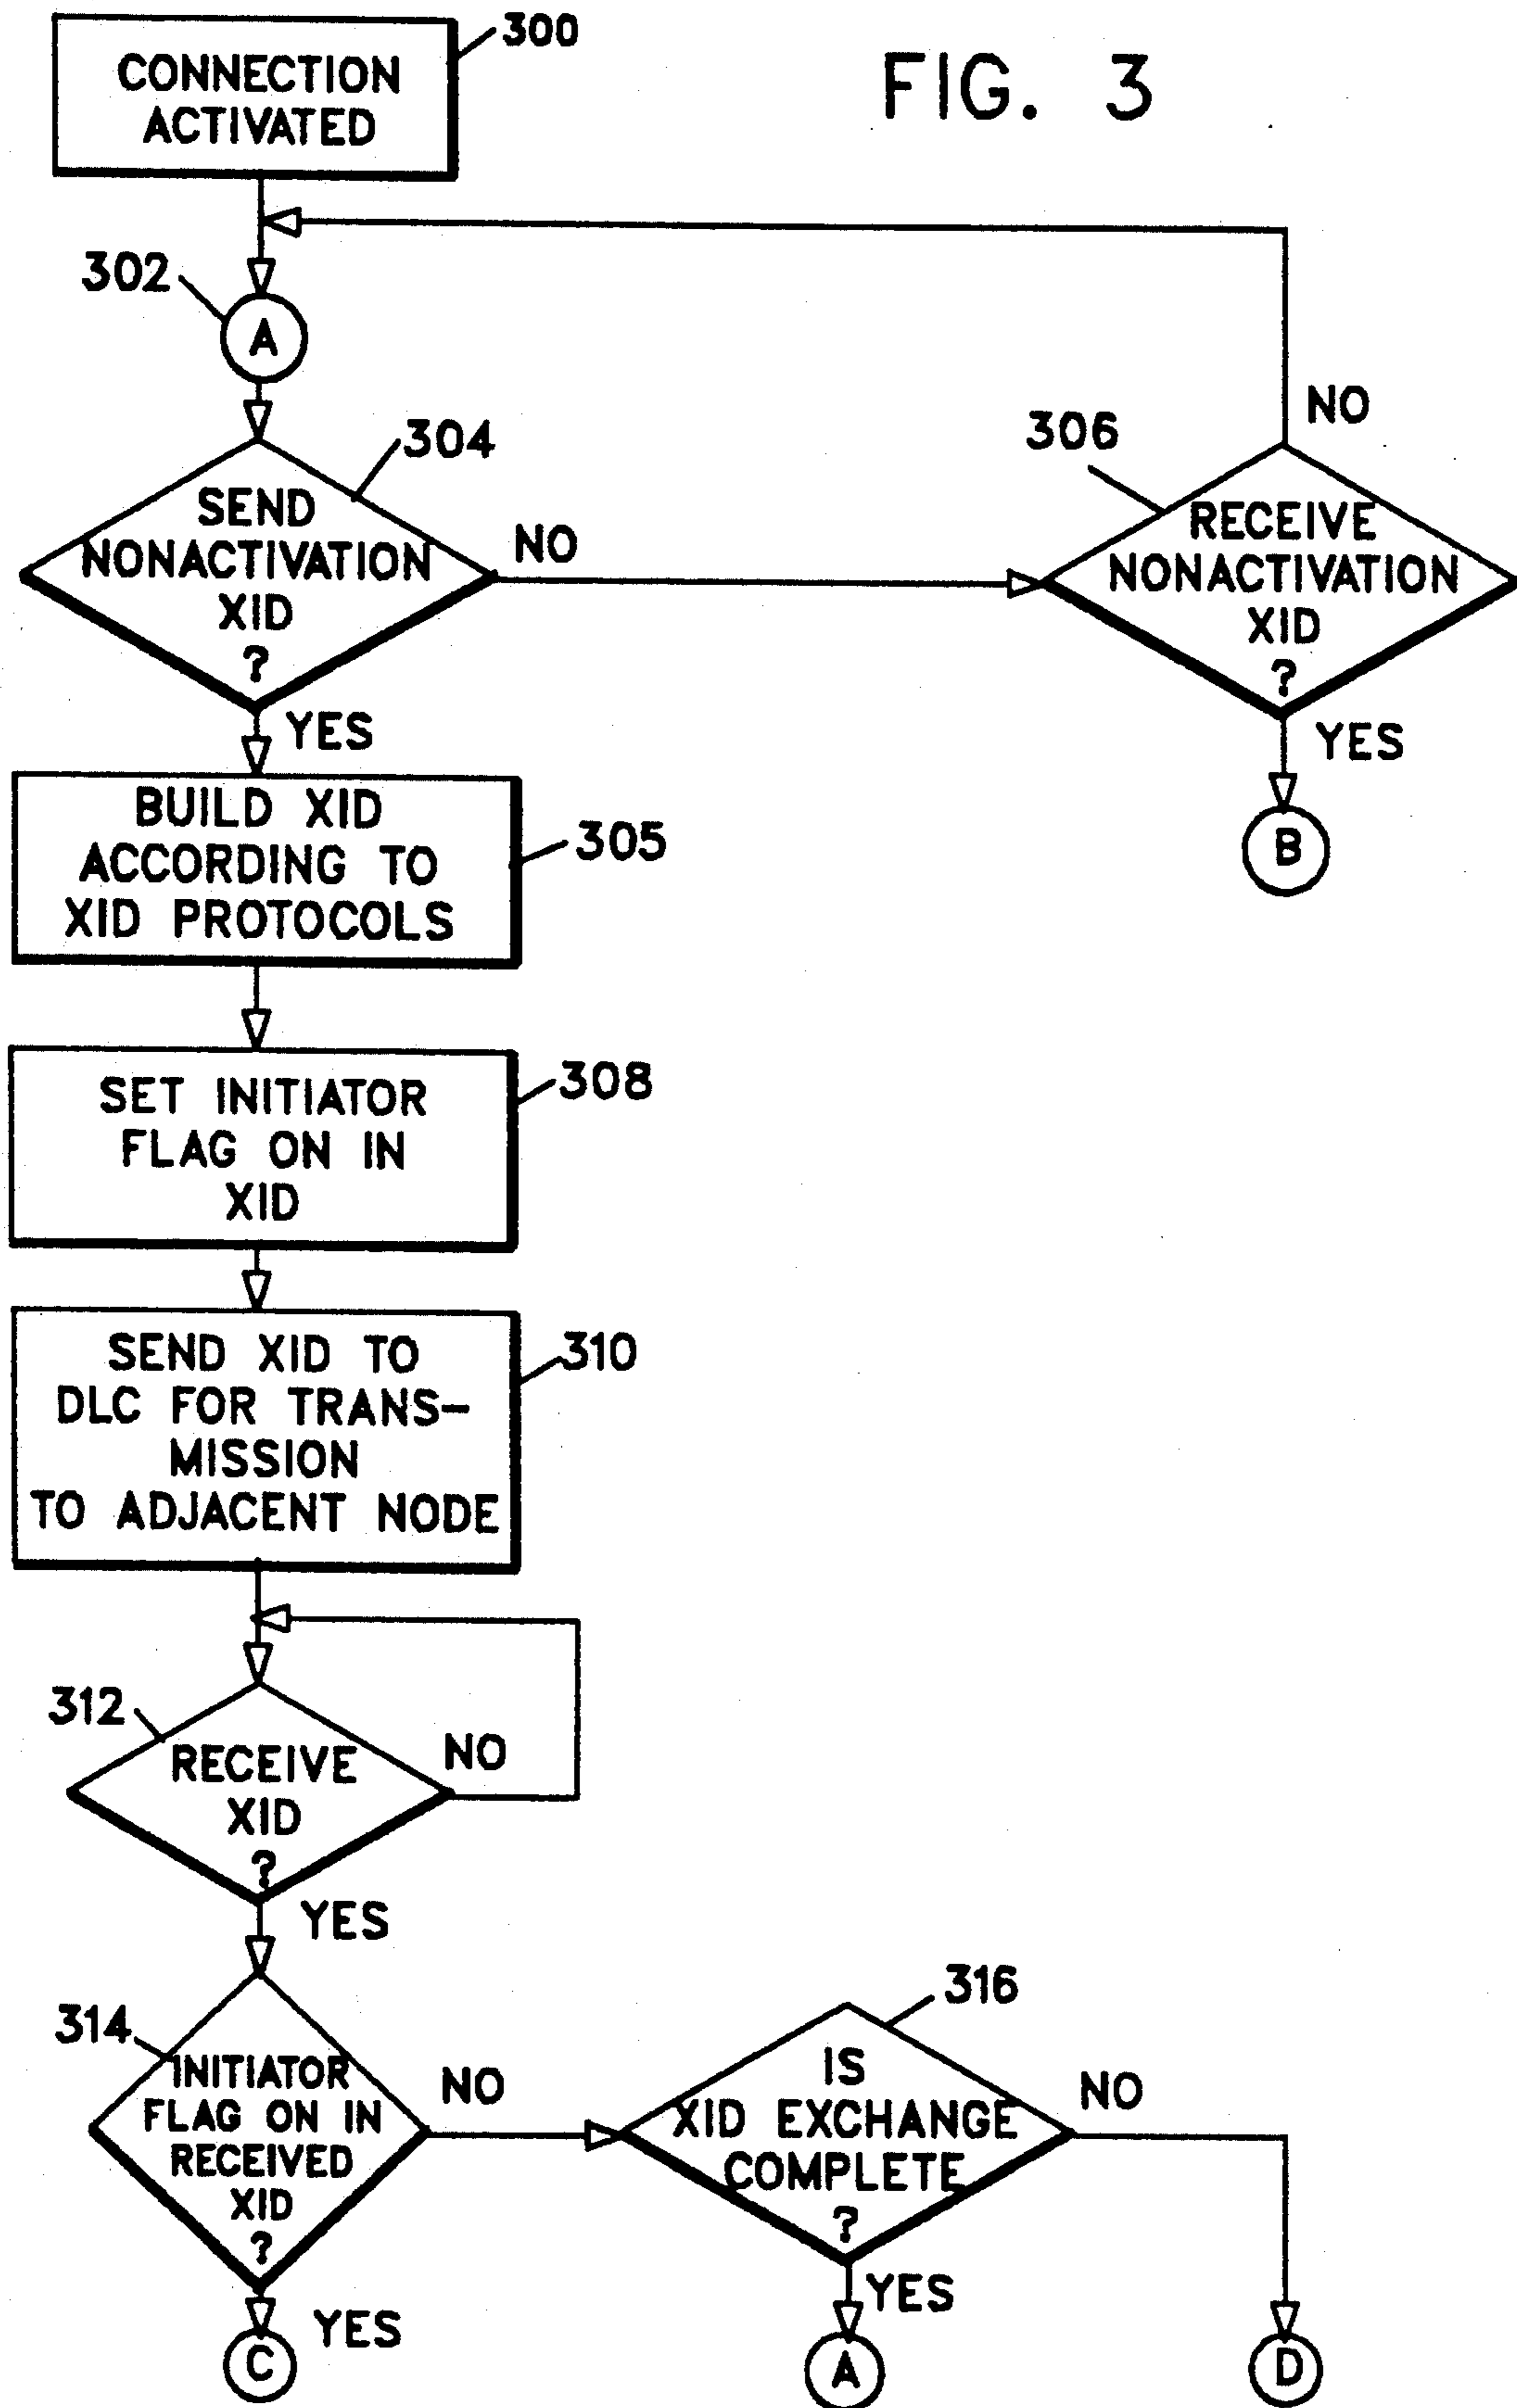 FIG. 3
300
CONNECTION
ACTIVATED
302
A
304
SEND
NONACTIVATION
XID
?
NO
YES
306
RECEIVE
NONACTIVATION
XID
?
NO
YES
B
BUILD XID
ACCORDING TO
XID PROTOCOLS
305
SET INITIATOR
FLAG ON IN
XID
308
SEND XID TO
DLC FOR TRANS-
MISSION
TO ADJACENT NODE
310
312
RECEIVE
XID
?
NO
YES
314
INITIATOR
FLAG ON IN
RECEIVED
XID
?
NO
YES
C
316
IS
XID EXCHANGE
COMPLETE
?
NO
YES
A
D